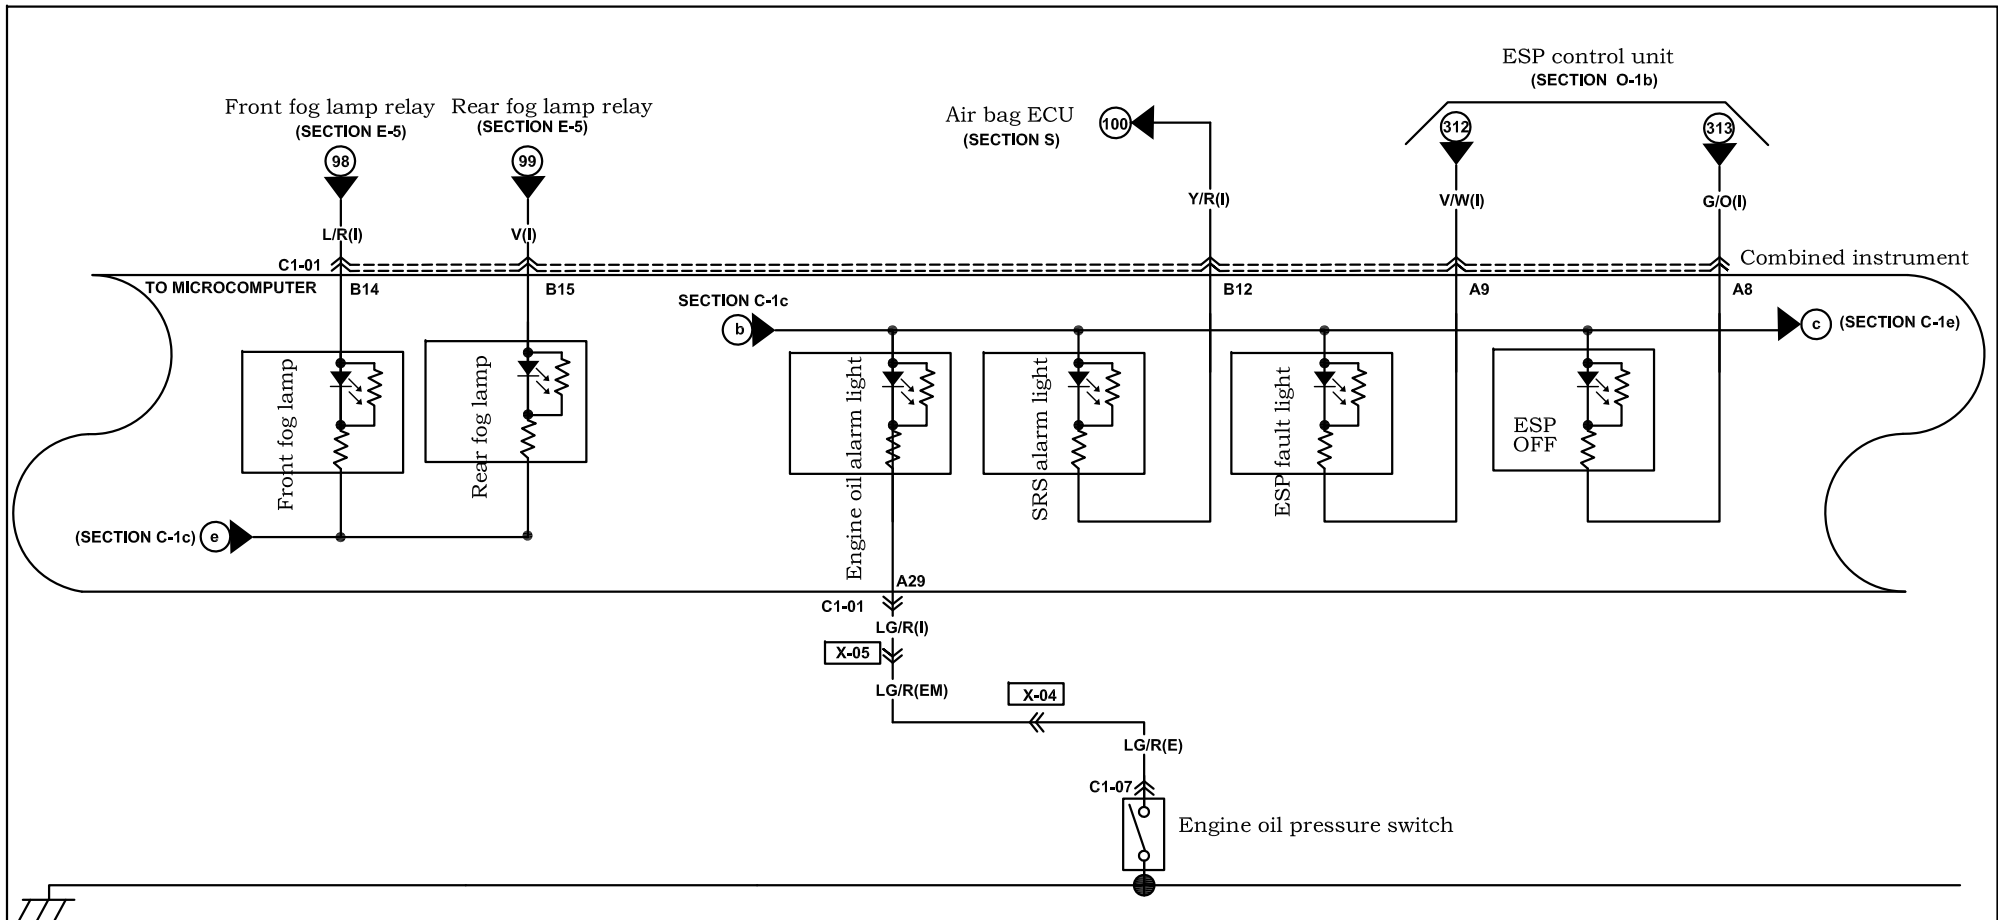 ESP control unit
(SECTION O-1b)
Front fog lamp relay
(SECTION E-5)
Rear fog lamp relay
(SECTION E-5)
Air bag ECU
(SECTION S)
98
99
100
312
313
L/R(I)
V(I)
Y/R(I)
V/W(I)
G/O(I)
C1-01
Combined instrument
TO MICROCOMPUTER
B14
B15
B12
A9
A8
SECTION C-1c
b
c
(SECTION C-1e)
Front fog lamp
Rear fog lamp
Engine oil alarm light
SRS alarm light
ESP fault light
ESP
OFF
(SECTION C-1c)
e
A29
C1-01
LG/R(I)
X-05
LG/R(EM)
X-04
LG/R(E)
C1-07
Engine oil pressure switch